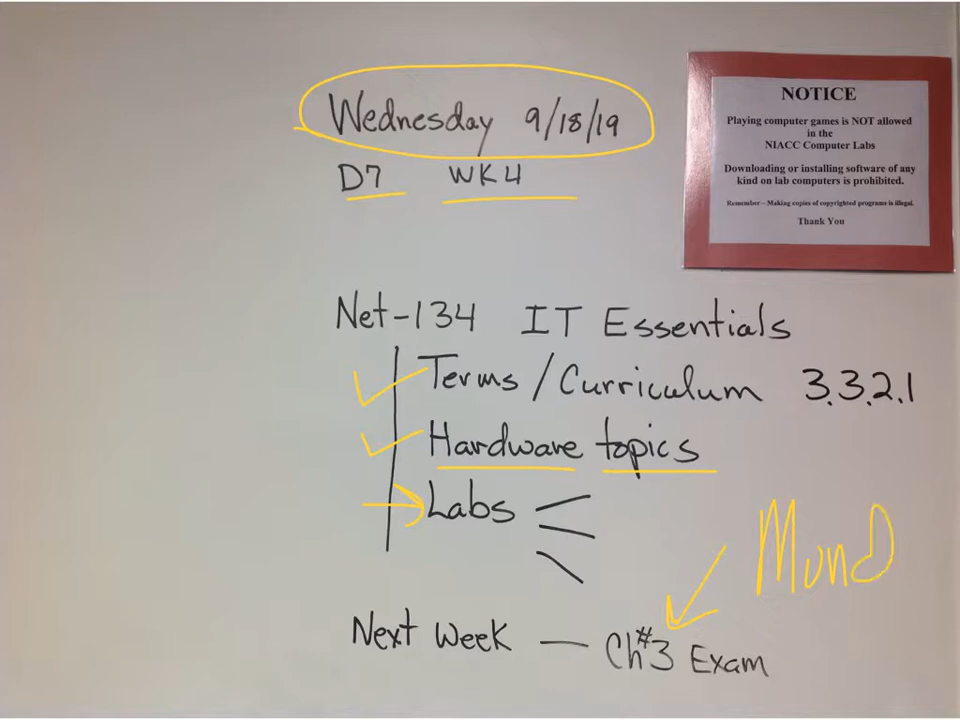 Wednesday 9/18/19
D7 WK4
NOTICE
Playing computer games is NOT allowed
in the
NIACC Computer Labs
Downloading or installing software of any
kind on lab computers is prohibited.
Remember – Making copies of copyrighted programs is illegal.
Thank You
Net-134 IT Essentials
Terms / Curriculum 3.3.2.1
Hardware topics
Labs
Mund
Next Week — Ch#3 Exam